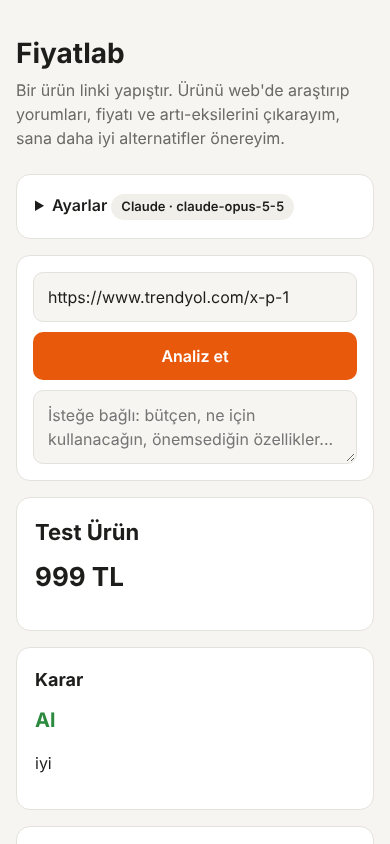 Fiyatlab
Bir ürün linki yapıştır. Ürünü web'de araştırıp
yorumları, fiyatı ve artı-eksilerini çıkarayım,
sana daha iyi alternatifler önereyim.
Ayarlar Claude · claude-opus-5-5
https://www.trendyol.com/x-p-1
Analiz et
İsteğe bağlı: bütçen, ne için
kullanacağın, önemsediğin özellikler...
Test Ürün
999 TL
Karar
Al
iyi